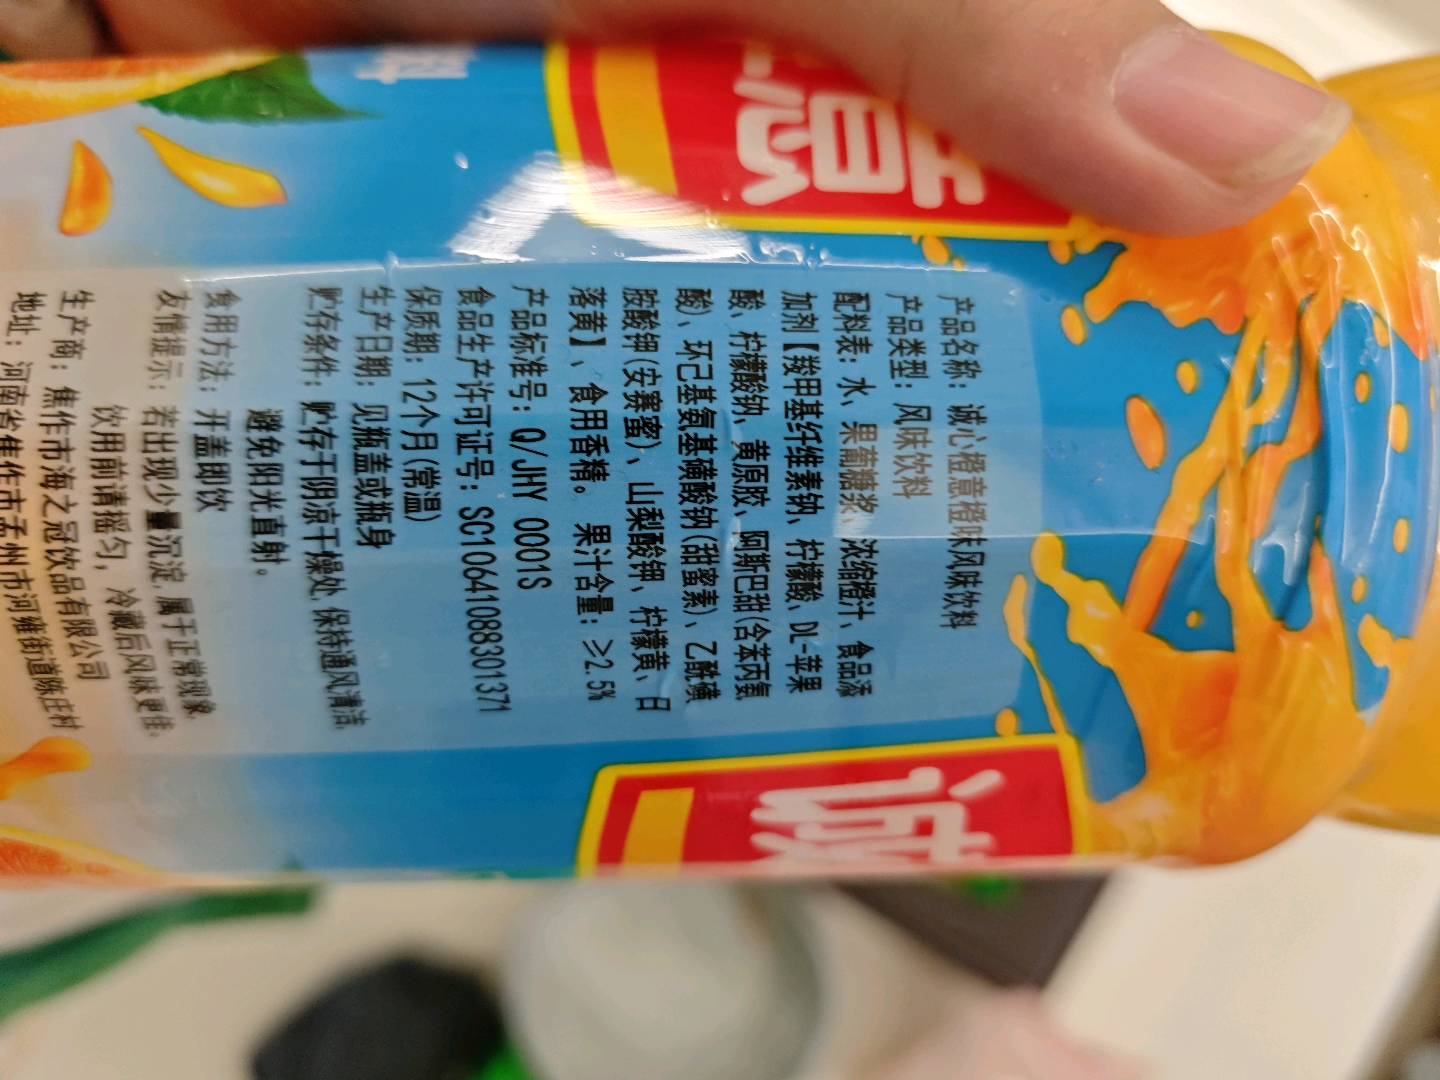 产品名称：诚心橙意橙味风味饮料
产品类型：风味饮料
配料表：水、果葡糖浆、浓缩橙汁、食品添
加剂【羧甲基纤维素钠、柠檬酸、DL-苹果
酸、柠檬酸钠、黄原胶、阿斯巴甜(含苯丙氨
酸)、环己基氨基磺酸钠(甜蜜素)、乙酰磺
胺酸钾(安赛蜜)、山梨酸钾、柠檬黄、日
落黄】、食用香精。 果汁含量：≥2.5%
产品标准号：Q/JHY 0001S
食品生产许可证号：SC10641088301371
保质期：12个月(常温)
生产日期：见瓶盖或瓶身
贮存条件：贮存于阴凉干燥处 保持通风清洁,
避免阳光直射。
食用方法：开盖即饮
友情提示：若出现少量沉淀 属于正常现象,
饮用前请摇匀，冷藏后风味更佳。
生产商：焦作市海之冠饮品有限公司
地址：河南省焦作市孟州市河雍街道陈庄村
意
诚
料